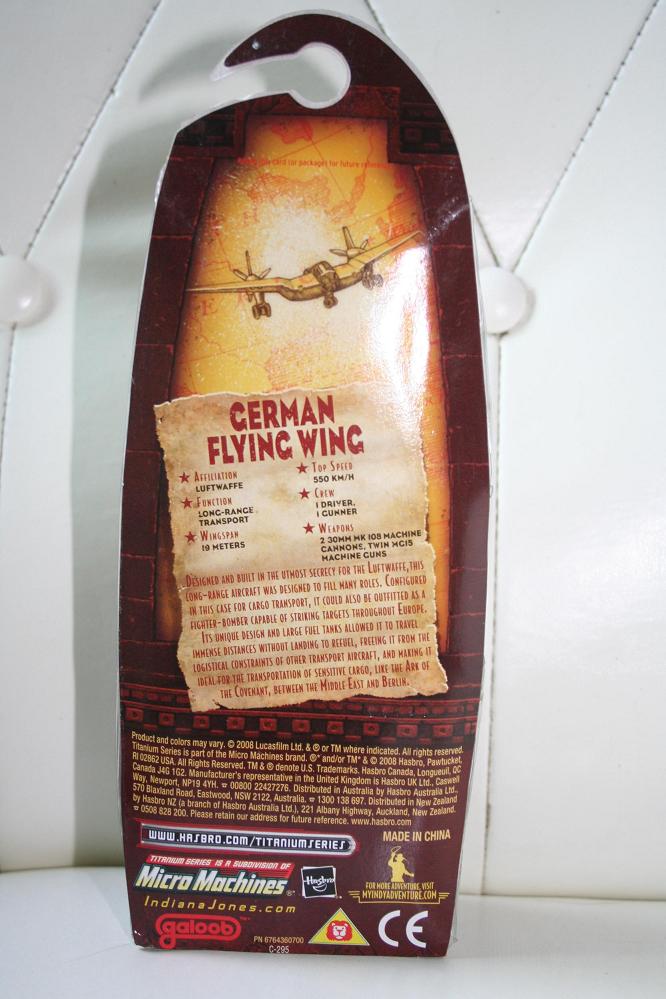 card (or package) for future reference
GERMAN
FLYING WING
★ AFFILIATION
LUFTWAFFE
★ FUNCTION
LONG-RANGE
TRANSPORT
★ WINGSPAN
19 METERS
★ TOP SPEED
550 KM/H
★ CREW
1 DRIVER,
1 GUNNER
★ WEAPONS
2 30MM MK 108 MACHINE
CANNONS, TWIN MG15
MACHINE GUNS
DESIGNED AND BUILT IN THE UTMOST SECRECY FOR THE LUFTWAFFE, THIS
LONG-RANGE AIRCRAFT WAS DESIGNED TO FILL MANY ROLES. CONFIGURED
IN THIS CASE FOR CARGO TRANSPORT, IT COULD ALSO BE OUTFITTED AS A
FIGHTER-BOMBER CAPABLE OF STRIKING TARGETS THROUGHOUT EUROPE.
ITS UNIQUE DESIGN AND LARGE FUEL TANKS ALLOWED IT TO TRAVEL
IMMENSE DISTANCES WITHOUT LANDING TO REFUEL, FREEING IT FROM THE
LOGISTICAL CONSTRAINTS OF OTHER TRANSPORT AIRCRAFT, AND MAKING IT
IDEAL FOR THE TRANSPORTATION OF SENSITIVE CARGO, LIKE THE ARK OF
THE COVENANT, BETWEEN THE MIDDLE EAST AND BERLIN.
Product and colors may vary. © 2008 Lucasfilm Ltd. & ® or TM where indicated. All rights reserved.
Titanium Series is part of the Micro Machines brand. ®* and/or TM* & © 2008 Hasbro, Pawtucket,
RI 02862 USA. All Rights Reserved. TM & ® denote U.S. Trademarks. Hasbro Canada, Longueuil, QC
Canada J4G 1G2. Manufacturer's representative in the United Kingdom is Hasbro UK Ltd., Caswell
Way, Newport, NP19 4YH. ☎ 00800 22427276. Distributed in Australia by Hasbro Australia Ltd.,
570 Blaxland Road, Eastwood, NSW 2122, Australia. ☎ 1300 138 697. Distributed in New Zealand
by Hasbro NZ (a branch of Hasbro Australia Ltd.), 221 Albany Highway, Auckland, New Zealand.
☎ 0508 828 200. Please retain our address for future reference. www.hasbro.com
WWW.HASBRO.COM/TITANIUMSERIES
MADE IN CHINA
TITANIUM SERIES IS A SUBDIVISION OF
Micro Machines®
Hasbro
FOR MORE ADVENTURE, VISIT
MYINDYADVENTURE.COM
IndianaJones.com
galoob™
PN 6764360700
C-295
CE